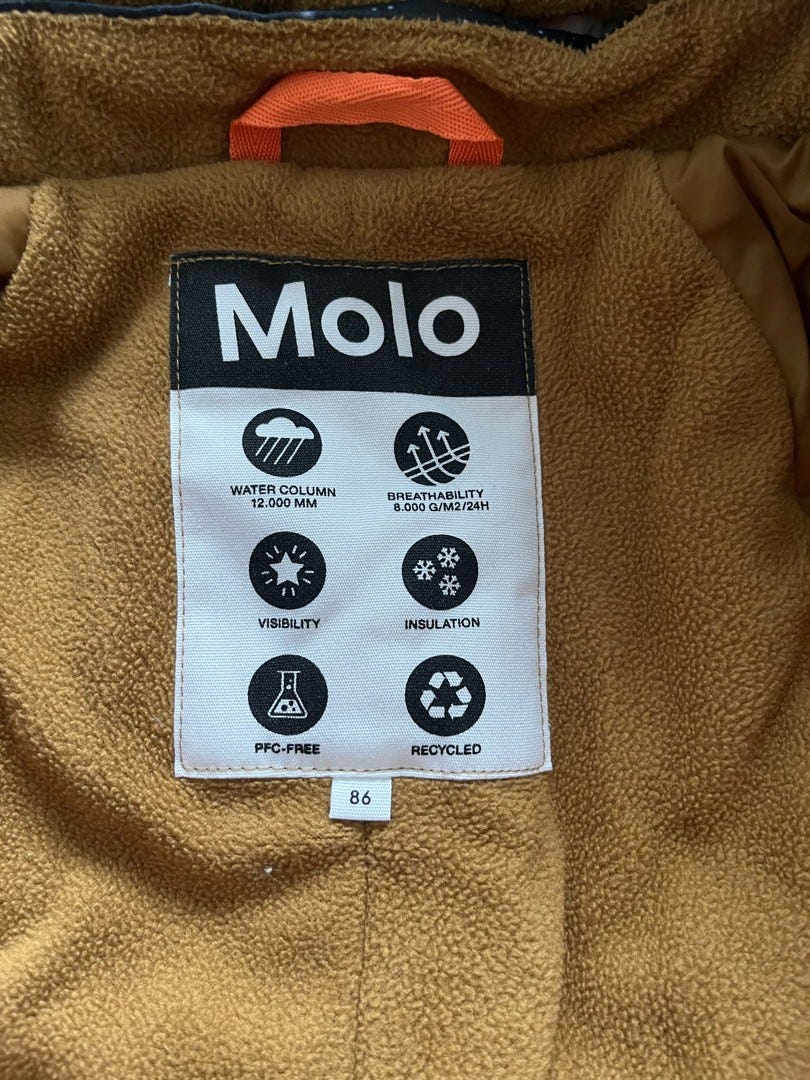 Molo
WATER COLUMN
12.000 MM
BREATHABILITY
8.000 G/M2/24H
VISIBILITY
INSULATION
PFC-FREE
RECYCLED
86